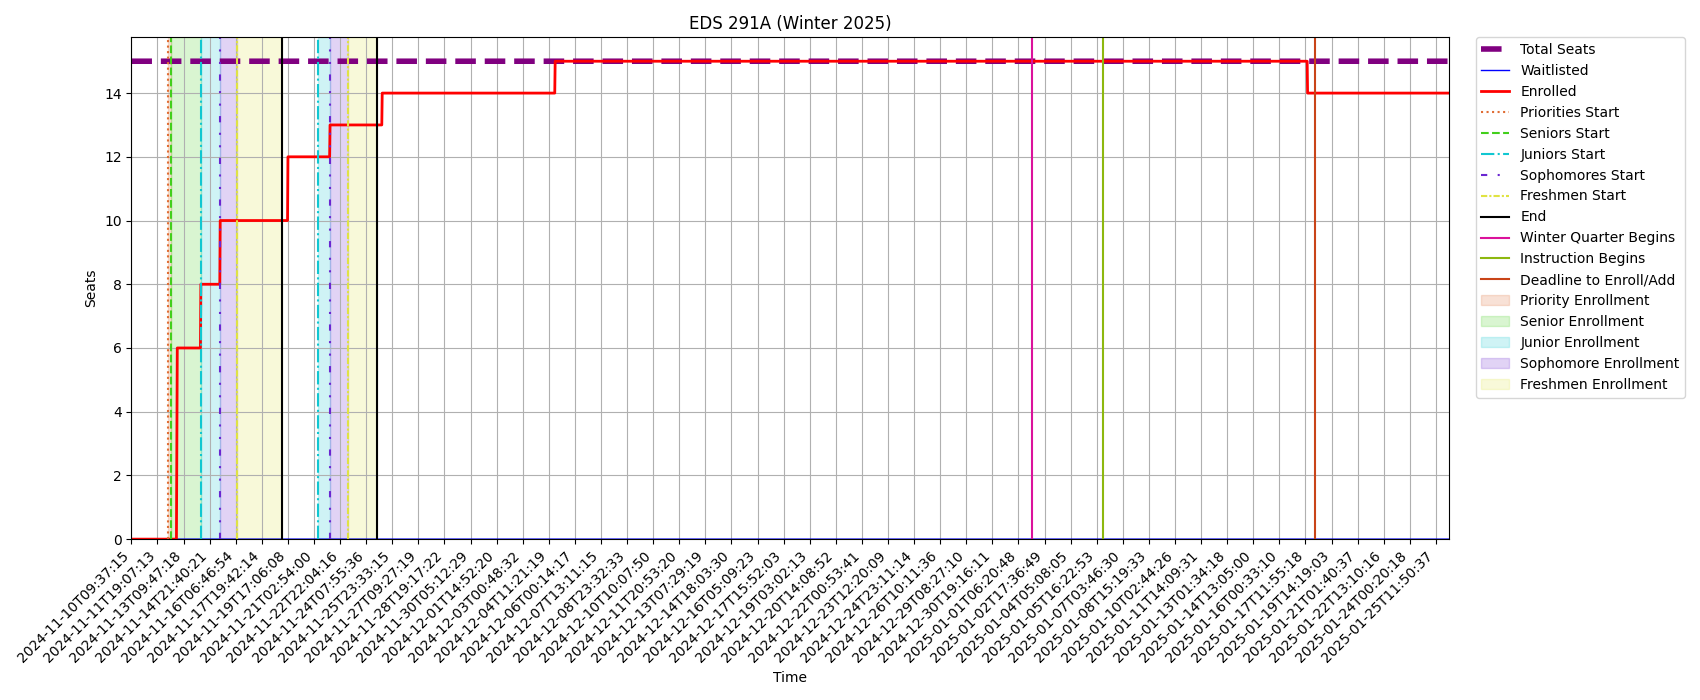 EDS 291A (Winter 2025)
Seats
14
12
10
8
6
4
2
0
2024-11-10T09:37:15
2024-11-11T19:07:13
2024-11-13T09:47:18
2024-11-14T21:40:21
2024-11-16T06:46:54
2024-11-17T19:42:14
2024-11-19T17:06:08
2024-11-21T02:54:00
2024-11-22T22:04:16
2024-11-24T07:55:36
2024-11-25T23:33:15
2024-11-27T09:27:19
2024-11-28T19:17:22
2024-11-30T05:12:29
2024-12-01T14:52:20
2024-12-03T00:48:32
2024-12-04T11:21:19
2024-12-06T00:14:17
2024-12-07T13:11:15
2024-12-08T23:32:33
2024-12-10T10:07:50
2024-12-11T20:53:20
2024-12-13T07:29:19
2024-12-14T18:03:30
2024-12-16T05:09:23
2024-12-17T15:52:03
2024-12-19T03:02:13
2024-12-20T14:08:52
2024-12-22T00:53:41
2024-12-23T12:20:09
2024-12-24T23:11:14
2024-12-26T10:11:36
2024-12-29T08:27:10
2024-12-30T19:16:11
2025-01-01T06:20:48
2025-01-02T17:36:49
2025-01-04T05:08:05
2025-01-05T16:22:53
2025-01-07T03:46:30
2025-01-08T15:19:33
2025-01-10T02:44:26
2025-01-11T14:09:31
2025-01-13T01:34:18
2025-01-14T13:05:00
2025-01-16T00:33:10
2025-01-17T11:55:18
2025-01-19T14:19:03
2025-01-21T01:40:37
2025-01-22T13:10:16
2025-01-24T00:20:18
2025-01-25T11:50:37
Time
Total Seats
Waitlisted
Enrolled
Priorities Start
Seniors Start
Juniors Start
Sophomores Start
Freshmen Start
End
Winter Quarter Begins
Instruction Begins
Deadline to Enroll/Add
Priority Enrollment
Senior Enrollment
Junior Enrollment
Sophomore Enrollment
Freshmen Enrollment